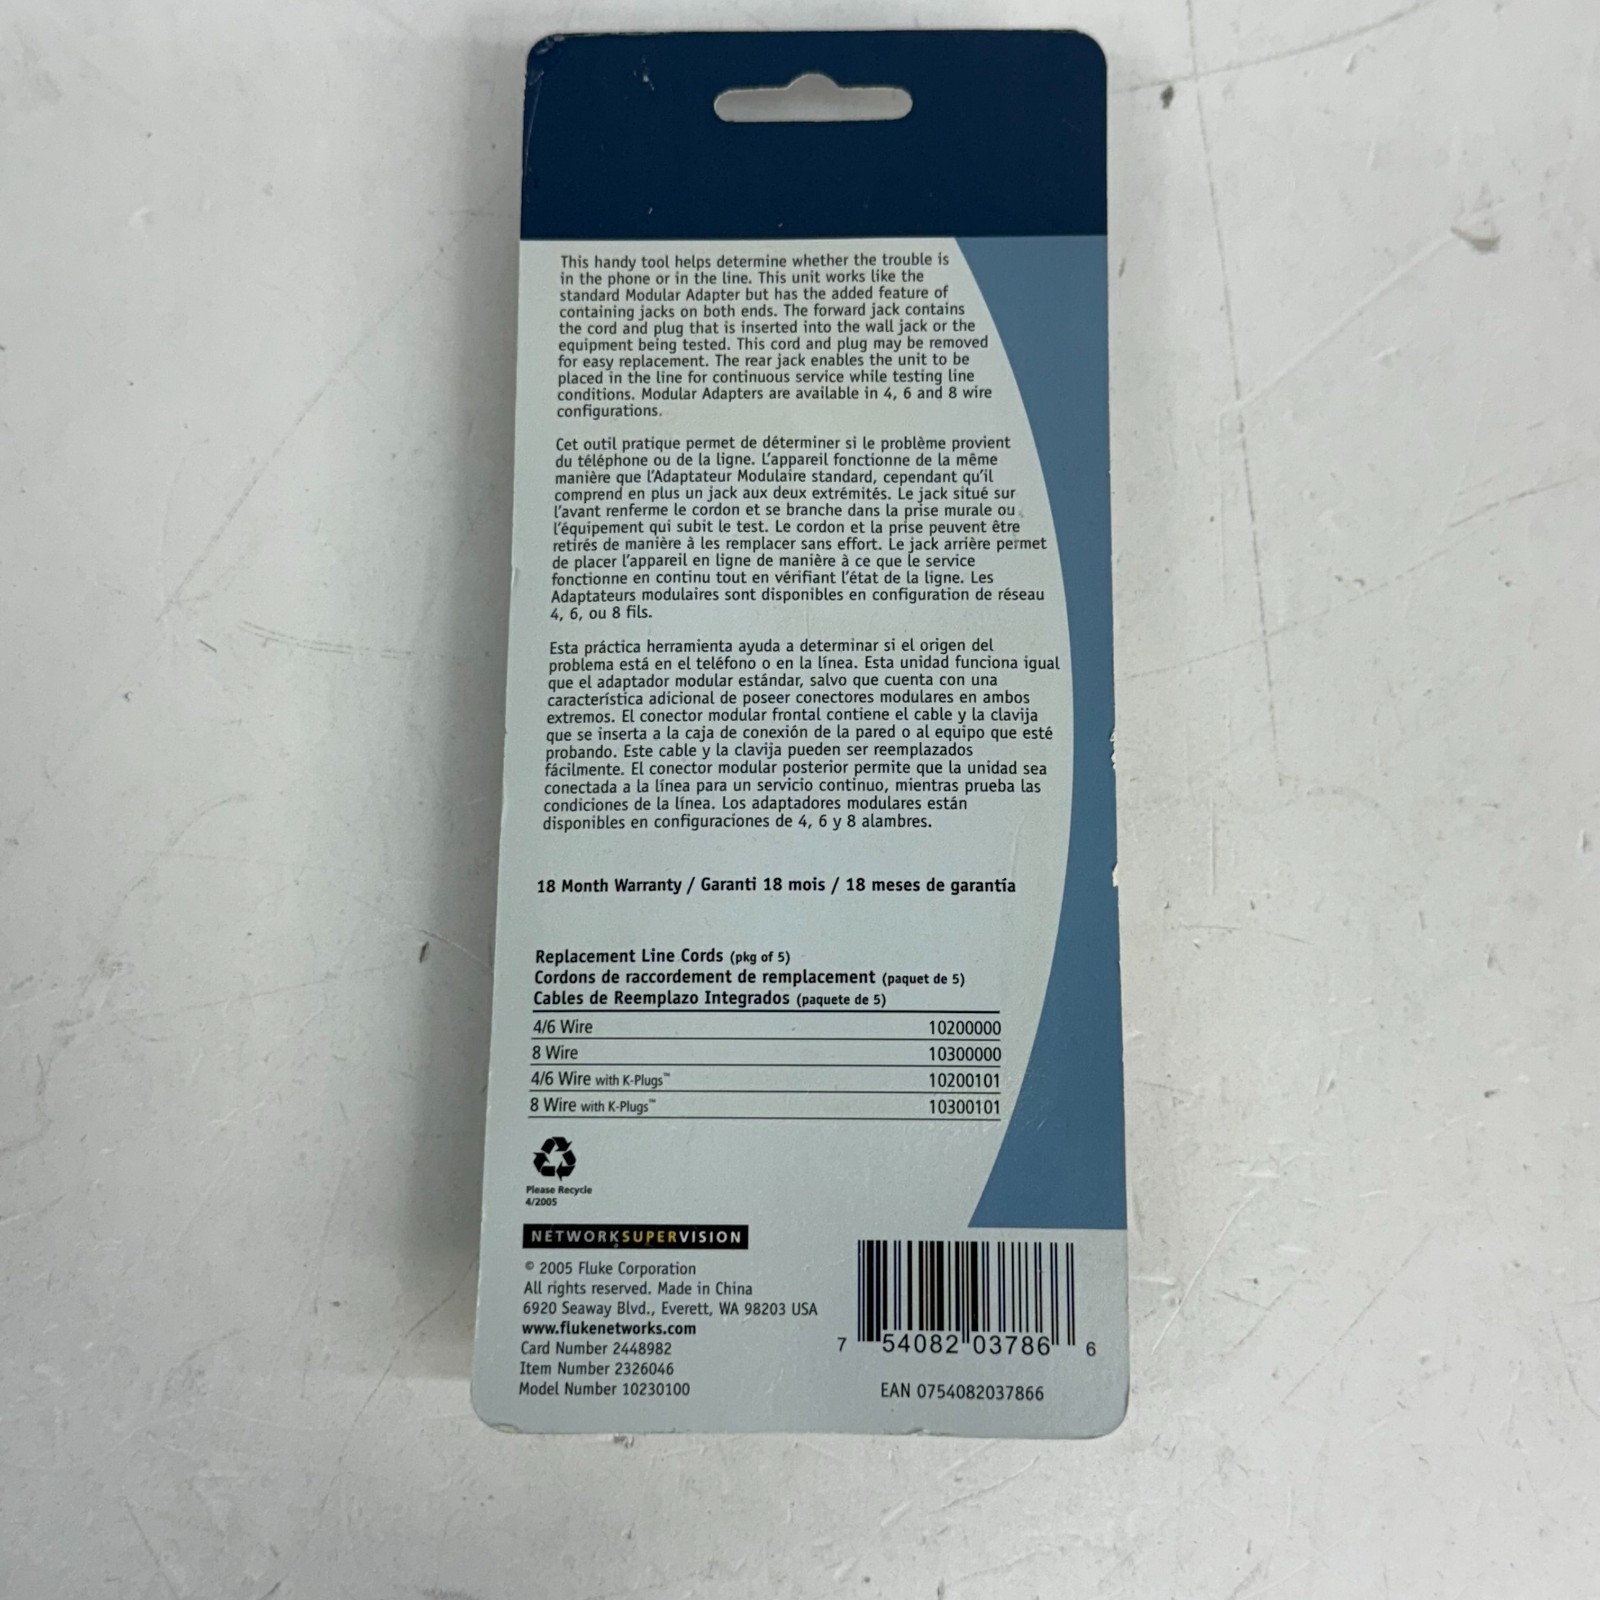 This handy tool helps determine whether the trouble is
in the phone or in the line. This unit works like the
standard Modular Adapter but has the added feature of
containing jacks on both ends. The forward jack contains
the cord and plug that is inserted into the wall jack or the
equipment being tested. This cord and plug may be removed
for easy replacement. The rear jack enables the unit to be
placed in the line for continuous service while testing line
conditions. Modular Adapters are available in 4, 6 and 8 wire
configurations.
Cet outil pratique permet de déterminer si le problème provient
du téléphone ou de la ligne. L'appareil fonctionne de la même
manière que l'Adaptateur Modulaire standard, cependant qu'il
comprend en plus un jack aux deux extrémités. Le jack situé sur
l'avant renferme le cordon et se branche dans la prise murale ou
l'équipement qui subit le test. Le cordon et la prise peuvent être
retirés de manière à les remplacer sans effort. Le jack arrière permet
de placer l'appareil en ligne de manière à ce que le service
fonctionne en continu tout en vérifiant l'état de la ligne. Les
Adaptateurs modulaires sont disponibles en configuration de réseau
4, 6, ou 8 fils.
Esta práctica herramienta ayuda a determinar si el origen del
problema está en el teléfono o en la línea. Esta unidad funciona igual
que el adaptador modular estándar, salvo que cuenta con una
característica adicional de poseer conectores modulares en ambos
extremos. El conector modular frontal contiene el cable y la clavija
que se inserta a la caja de conexión de la pared o al equipo que esté
probando. Este cable y la clavija pueden ser reemplazados
fácilmente. El conector modular posterior permite que la unidad sea
conectada a la línea para un servicio continuo, mientras prueba las
condiciones de la línea. Los adaptadores modulares están
disponibles en configuraciones de 4, 6 y 8 alambres.
18 Month Warranty / Garanti 18 mois / 18 meses de garantía
Replacement Line Cords (pkg of 5)
Cordons de raccordement de remplacement (paquet de 5)
Cables de Reemplazo Integrados (paquete de 5)
4/6 Wire 10200000
8 Wire 10300000
4/6 Wire with K-Plugs™ 10200101
8 Wire with K-Plugs™ 10300101
Please Recycle
4/2005
NETWORKSUPERVISION
© 2005 Fluke Corporation
All rights reserved. Made in China
6920 Seaway Blvd., Everett, WA 98203 USA
www.flukenetworks.com
Card Number 2448982
Item Number 2326046
Model Number 10230100
7 54082 03786 6
EAN 0754082037866